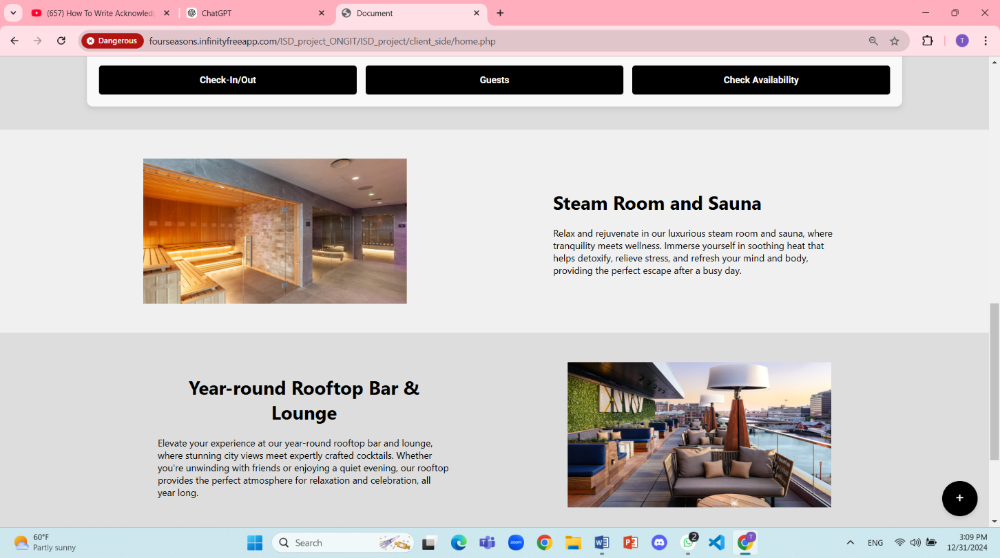 (657) How To Write Acknowledg
ChatGPT
Document
Dangerous
fourseasons.infinityfreeapp.com/ISD_project_ONGIT/ISD_project/client_side/home.php
T
Check-In/Out
Guests
Check Availability
Steam Room and Sauna
Relax and rejuvenate in our luxurious steam room and sauna, where
tranquility meets wellness. Immerse yourself in soothing heat that
helps detoxify, relieve stress, and refresh your mind and body,
providing the perfect escape after a busy day.
Year-round Rooftop Bar &
Lounge
Elevate your experience at our year-round rooftop bar and lounge,
where stunning city views meet expertly crafted cocktails. Whether
you're unwinding with friends or enjoying a quiet evening, our rooftop
provides the perfect atmosphere for relaxation and celebration, all
year long.
+
60°F
Partly sunny
Search
zoom
2
T
ENG
3:09 PM
12/31/2024